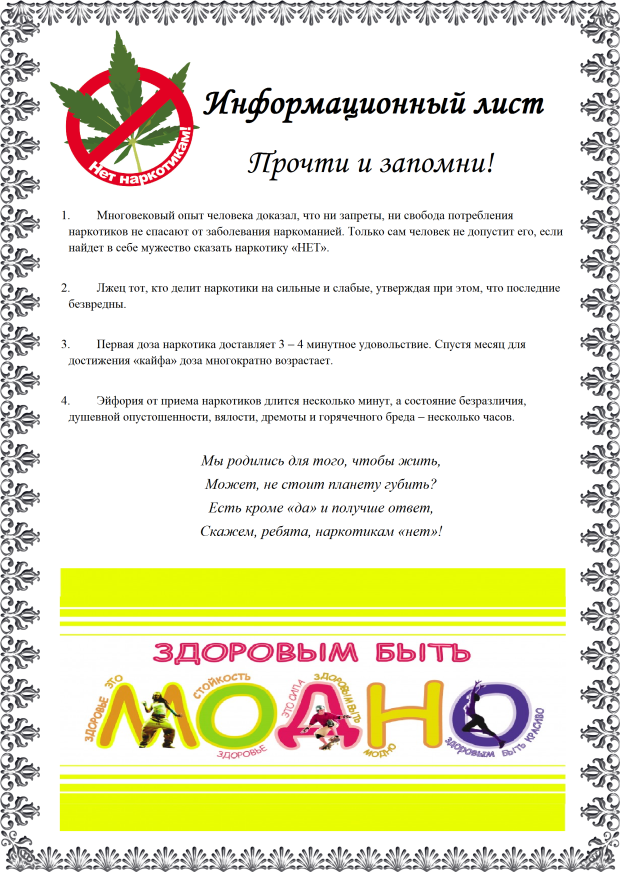 Нет наркотикам!
Информационный лист
Прочти и запомни!
1. Многовековый опыт человека доказал, что ни запреты, ни свобода потребления
наркотиков не спасают от заболевания наркоманией. Только сам человек не допустит его, если
найдет в себе мужество сказать наркотику «НЕТ».
2. Лжец тот, кто делит наркотики на сильные и слабые, утверждая при этом, что последние
безвредны.
3. Первая доза наркотика доставляет 3 – 4 минутное удовольствие. Спустя месяц для
достижения «кайфа» доза многократно возрастает.
4. Эйфория от приема наркотиков длится несколько минут, а состояние безразличия,
душевной опустошенности, вялости, дремоты и горячечного бреда – несколько часов.
Мы родились для того, чтобы жить,
Может, не стоит планету губить?
Есть кроме «да» и получше ответ,
Скажем, ребята, наркотикам «нет»!
ЗДОРОВЫМ БЫТЬ
МОДНО
ЗДОРОВЬЕ ЭТО
СТОЙКОСТЬ
ЗДОРОВЬЕ
ЭТО СИЛА
ЗДОРОВЫМ БЫТЬ
МОДНО
ЗДОРОВЫМ БЫТЬ КРАСИВО